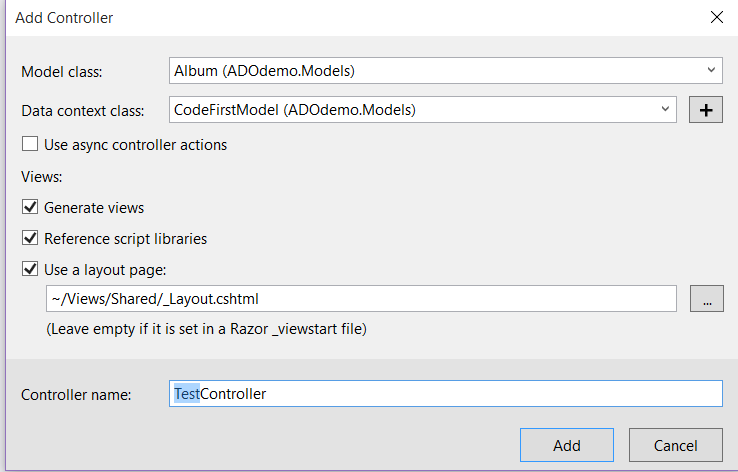 Add Controller
Model class: Album (ADOdemo.Models)
Data context class: CodeFirstModel (ADOdemo.Models) +
Use async controller actions
Views:
Generate views
Reference script libraries
Use a layout page:
~/Views/Shared/_Layout.cshtml ...
(Leave empty if it is set in a Razor _viewstart file)
Controller name: TestController
Add Cancel